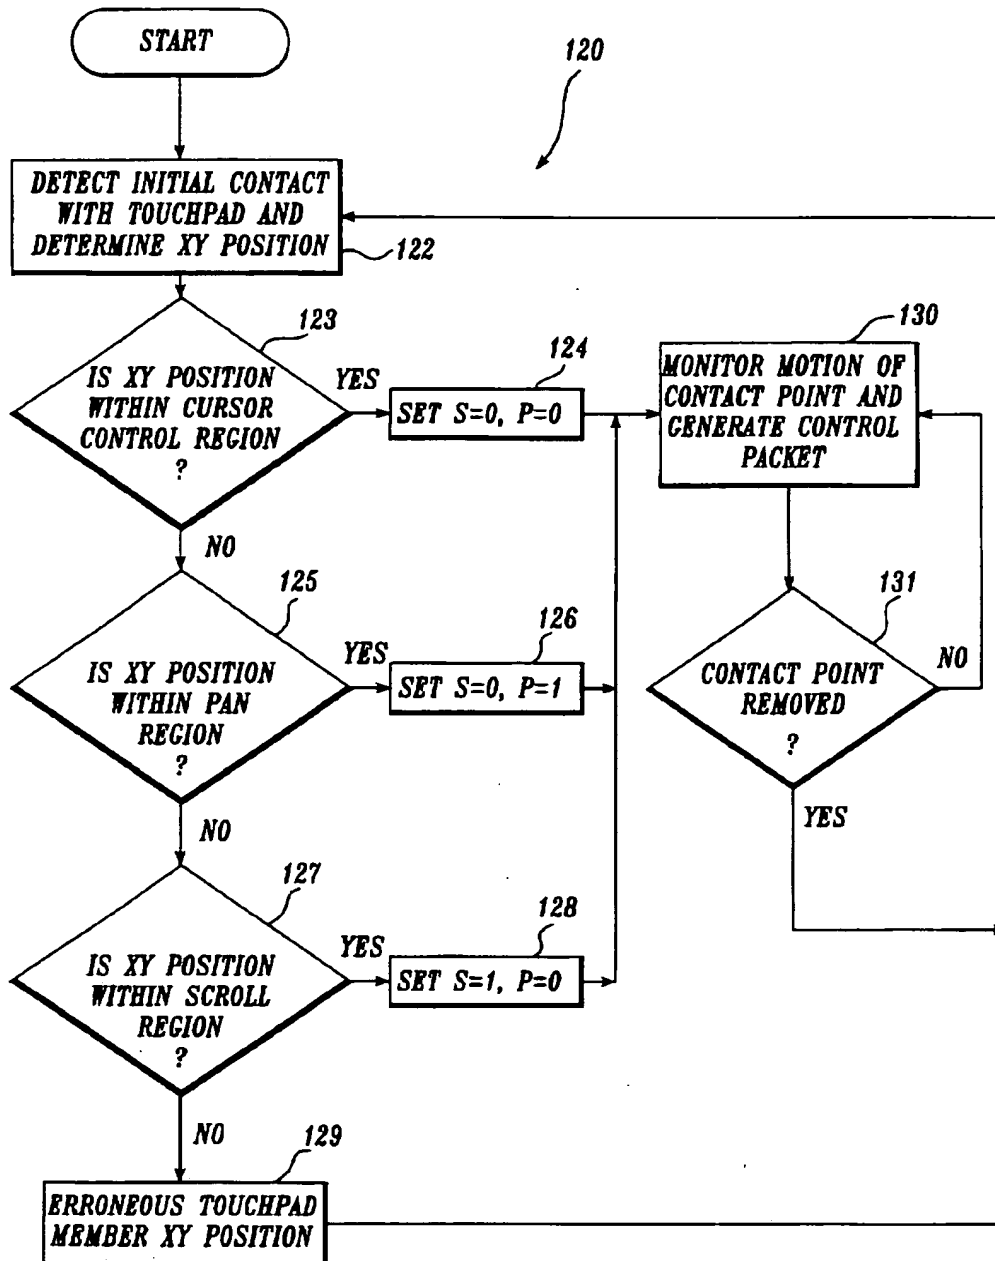 START
120
DETECT INITIAL CONTACT
WITH TOUCHPAD AND
DETERMINE XY POSITION
122
123
IS XY POSITION
WITHIN CURSOR
CONTROL REGION
?
YES
124
SET S=0, P=0
130
MONITOR MOTION OF
CONTACT POINT AND
GENERATE CONTROL
PACKET
NO
125
IS XY POSITION
WITHIN PAN
REGION
?
YES
126
SET S=0, P=1
131
CONTACT POINT
REMOVED
?
NO
YES
NO
127
IS XY POSITION
WITHIN SCROLL
REGION
?
YES
128
SET S=1, P=0
NO
129
ERRONEOUS TOUCHPAD
MEMBER XY POSITION